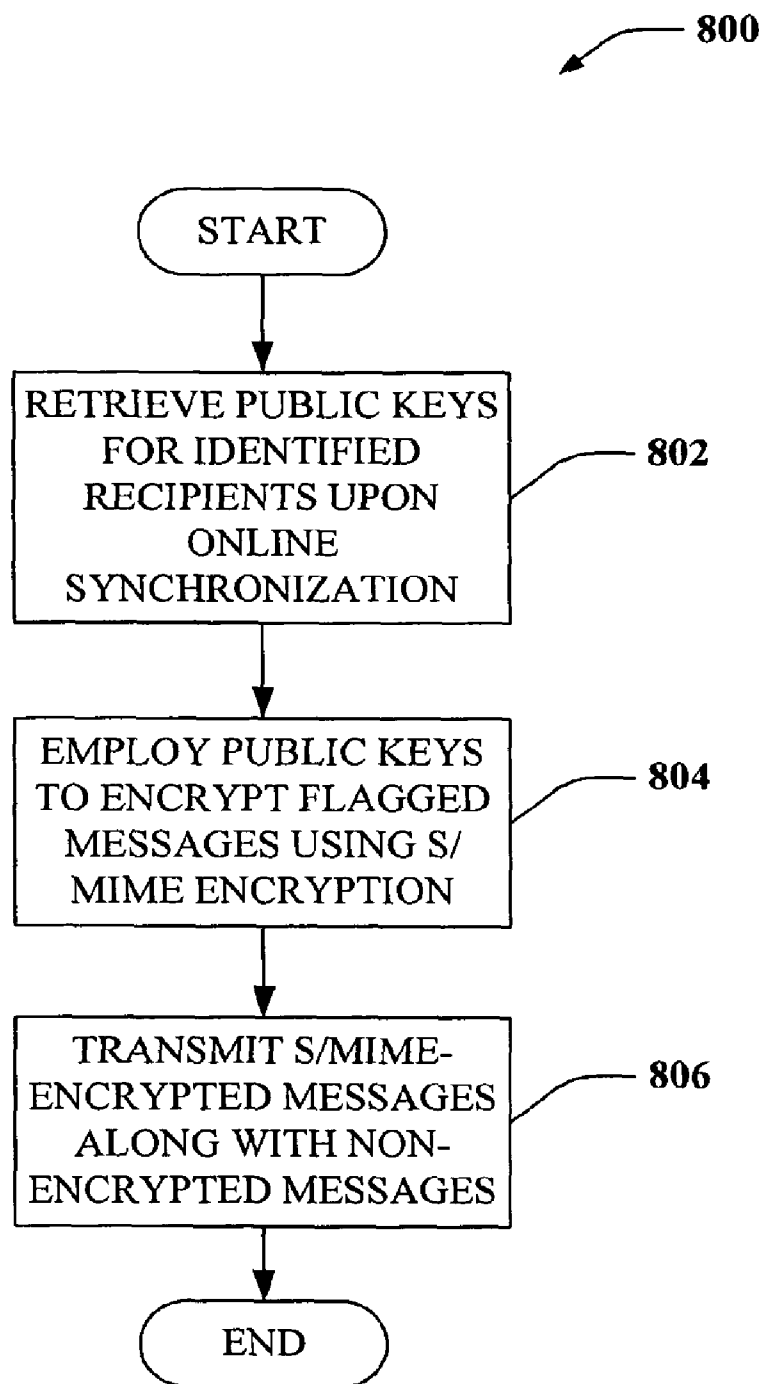 800
START
RETRIEVE PUBLIC KEYS
FOR IDENTIFIED
RECIPIENTS UPON
ONLINE
SYNCHRONIZATION
802
EMPLOY PUBLIC KEYS
TO ENCRYPT FLAGGED
MESSAGES USING S/
MIME ENCRYPTION
804
TRANSMIT S/MIME-
ENCRYPTED MESSAGES
ALONG WITH NON-
ENCRYPTED MESSAGES
806
END